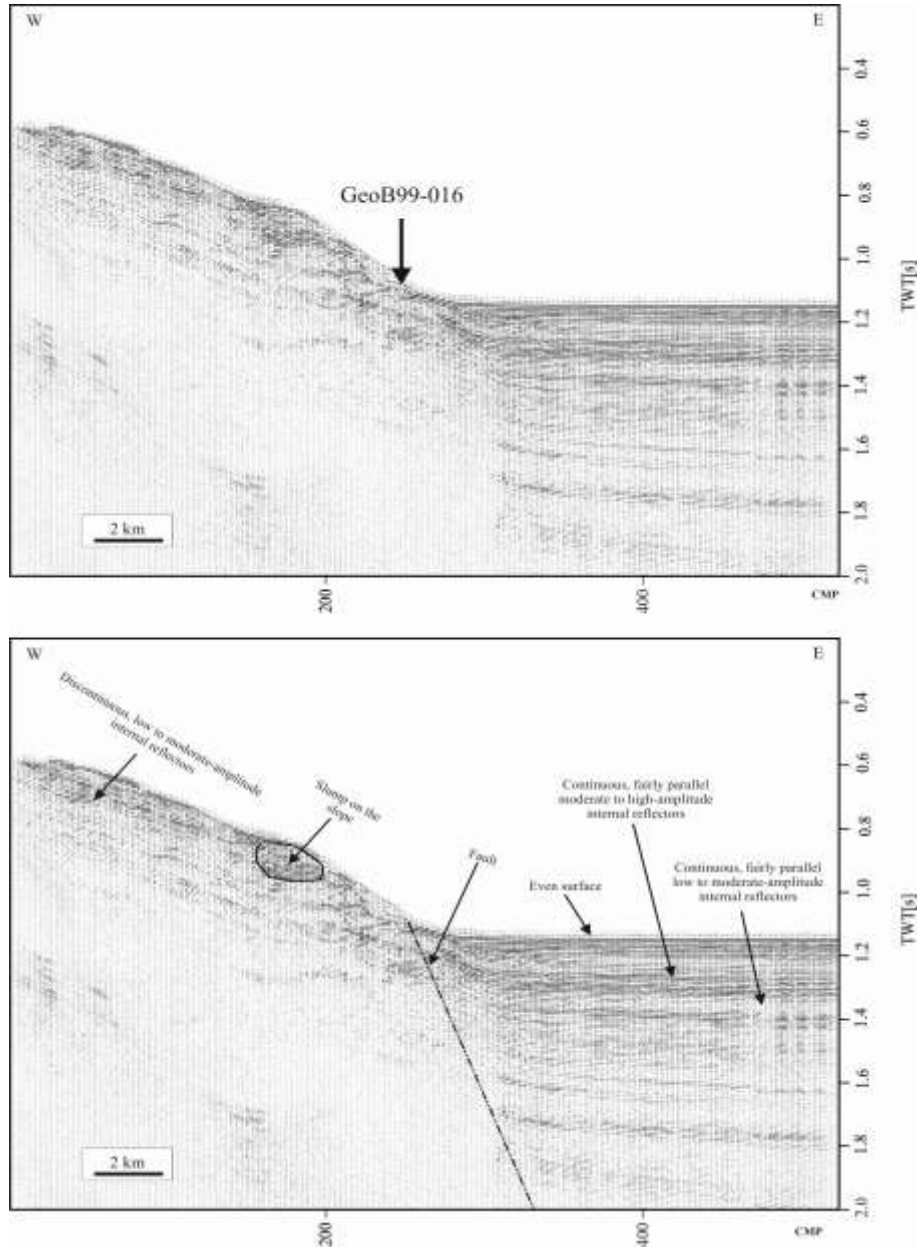 W
E
0.4
0.6
0.8
1.0
1.2
1.4
1.6
1.8
2.0
TWT[s]
GeoB99-016
2 km
200
400
CMP
W
E
Discontinuous, low to moderate-amplitude
internal reflectors
Slump on the
slope
Fault
Even surface
Continuous, fairly parallel
moderate to high-amplitude
internal reflectors
Continuous, fairly parallel
low to moderate-amplitude
internal reflectors
0.4
0.6
0.8
1.0
1.2
1.4
1.6
1.8
2.0
TWT[s]
2 km
200
400
CMP